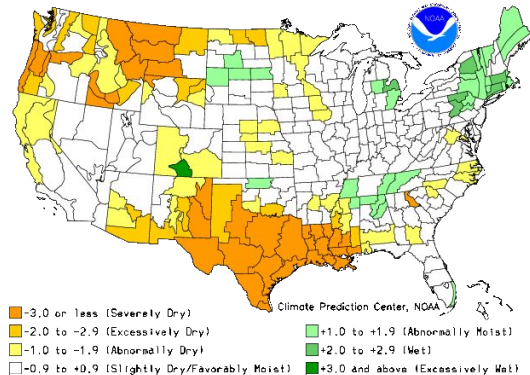 NOAA
Climate Prediction Center, NOAA
-3.0 or less (Severely Dry)
-2.0 to -2.9 (Excessively Dry)
-1.0 to -1.9 (Abnormally Dry)
-0.9 to +0.9 (Slightly Dry/Favorably Moist)
+1.0 to +1.9 (Abnormally Moist)
+2.0 to +2.9 (Wet)
+3.0 and above (Excessively Wet)